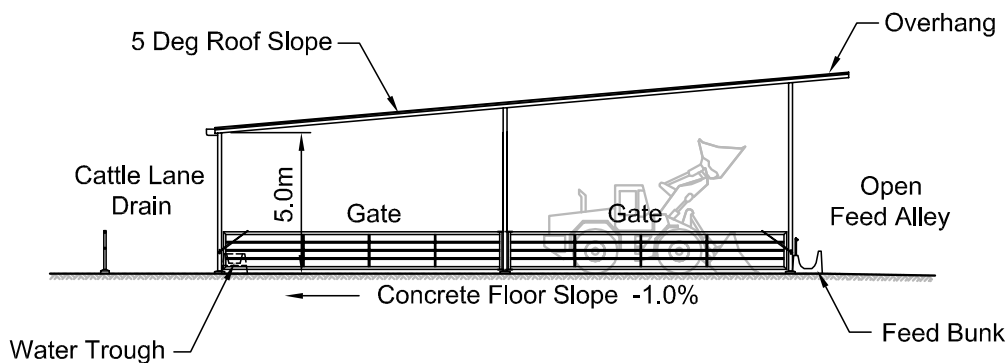 Overhang
5 Deg Roof Slope
Cattle Lane
Drain
5.0m
Gate
Gate
Open
Feed Alley
Concrete Floor Slope -1.0%
Water Trough
Feed Bunk